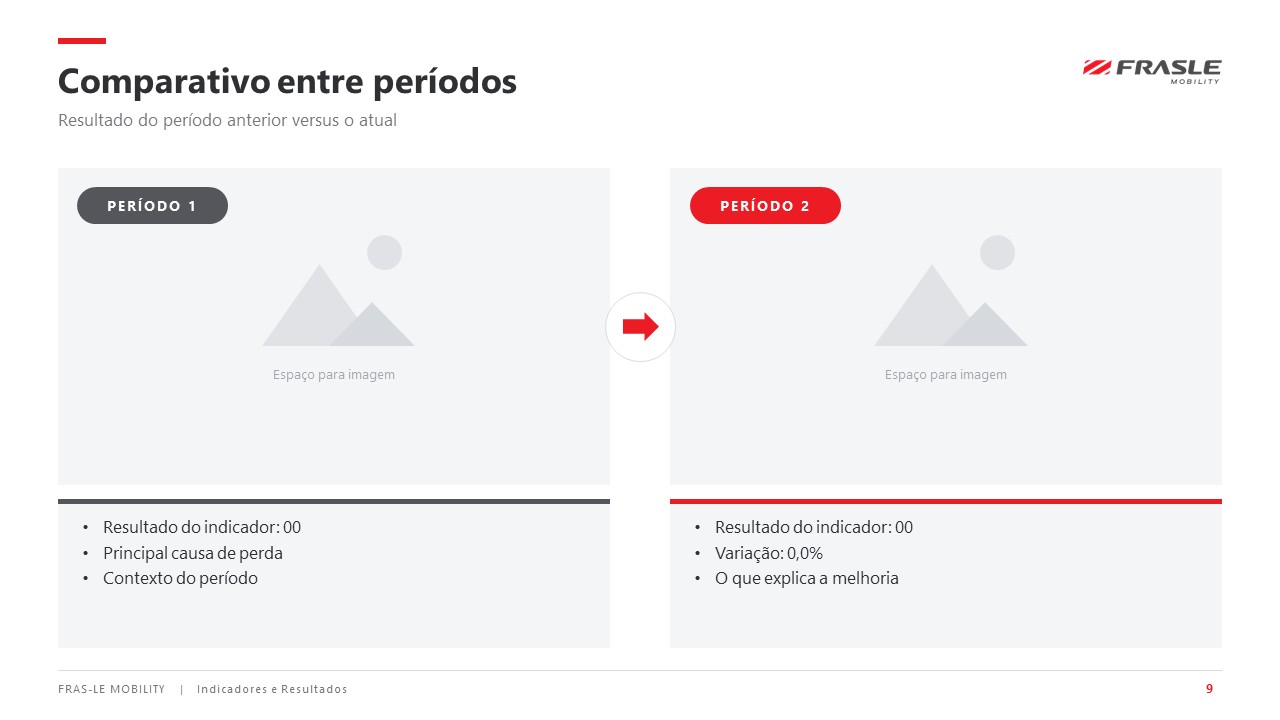 Comparativo entre períodos
Resultado do período anterior versus o atual
FRASLE
MOBILITY
PERÍODO 1
Espaço para imagem
PERÍODO 2
Espaço para imagem
• Resultado do indicador: 00
• Principal causa de perda
• Contexto do período
• Resultado do indicador: 00
• Variação: 0,0%
• O que explica a melhoria
FRAS-LE MOBILITY | Indicadores e Resultados
9